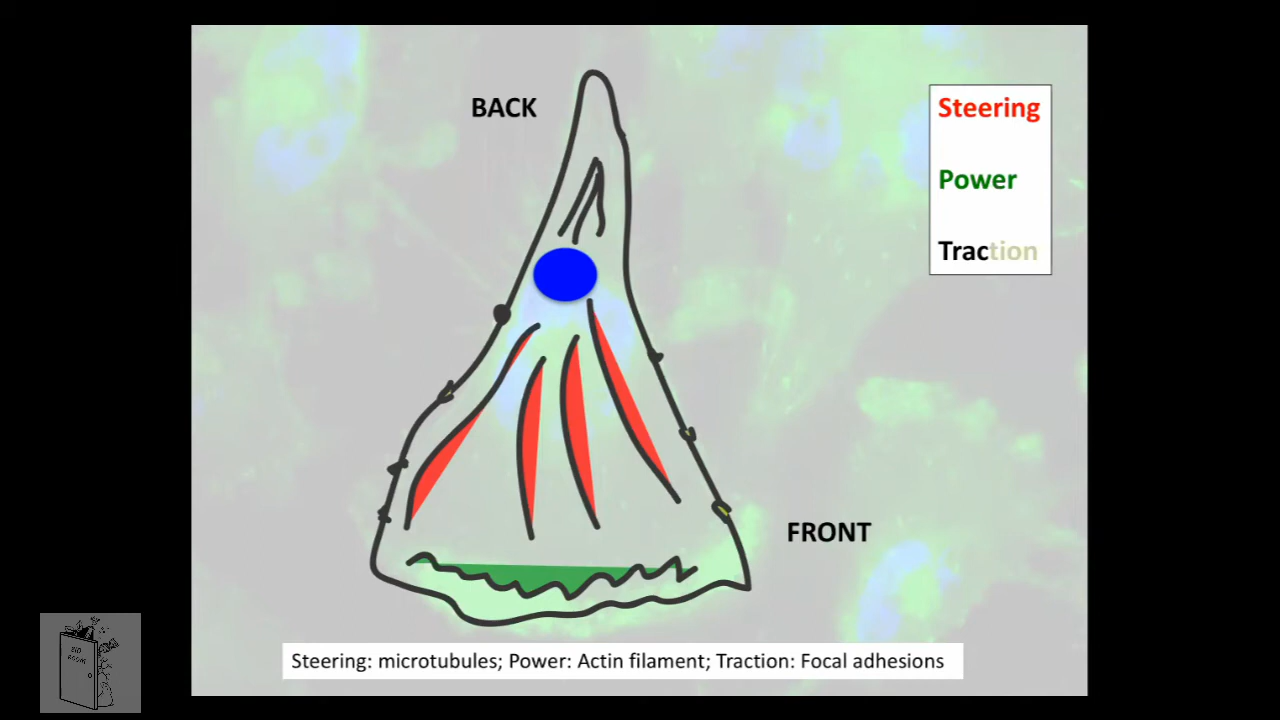 BACK
Steering
Power
Traction
FRONT
Steering: microtubules; Power: Actin filament; Traction: Focal adhesions